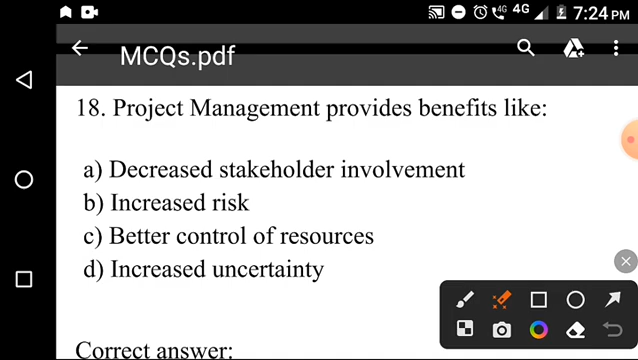 4G 4G 7:24 PM
MCQs.pdf
18. Project Management provides benefits like:
a) Decreased stakeholder involvement
b) Increased risk
c) Better control of resources
d) Increased uncertainty
Correct answer: